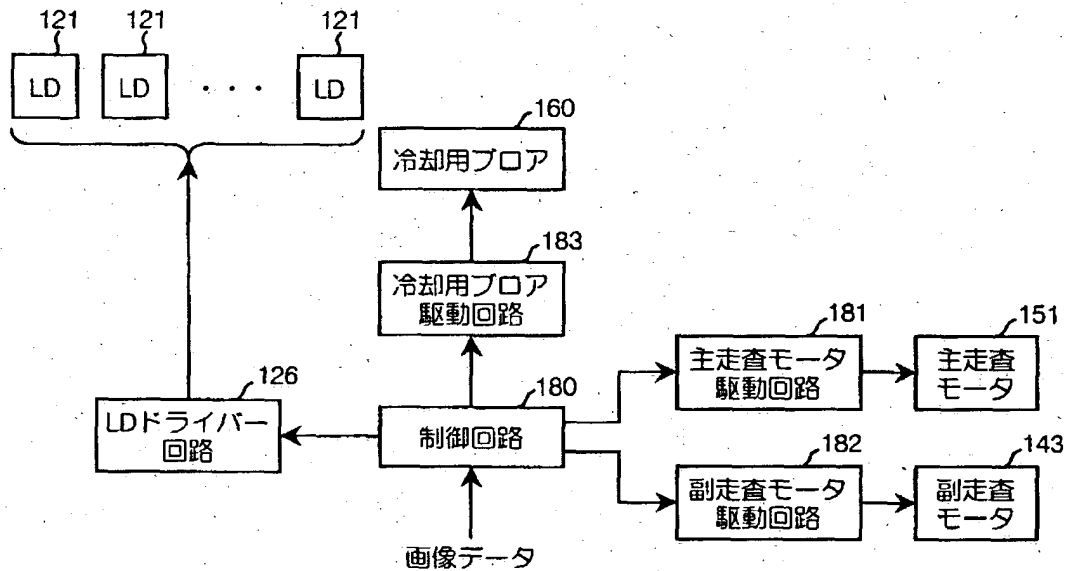 121 121 121
LD LD ・・・ LD
160
冷却用ブロア
183
冷却用ブロア
駆動回路
181 151
主走査モータ
駆動回路
主走査
モータ
126 180
LDドライバー
回路
制御回路
182 143
副走査モータ
駆動回路
副走査
モータ
画像データ